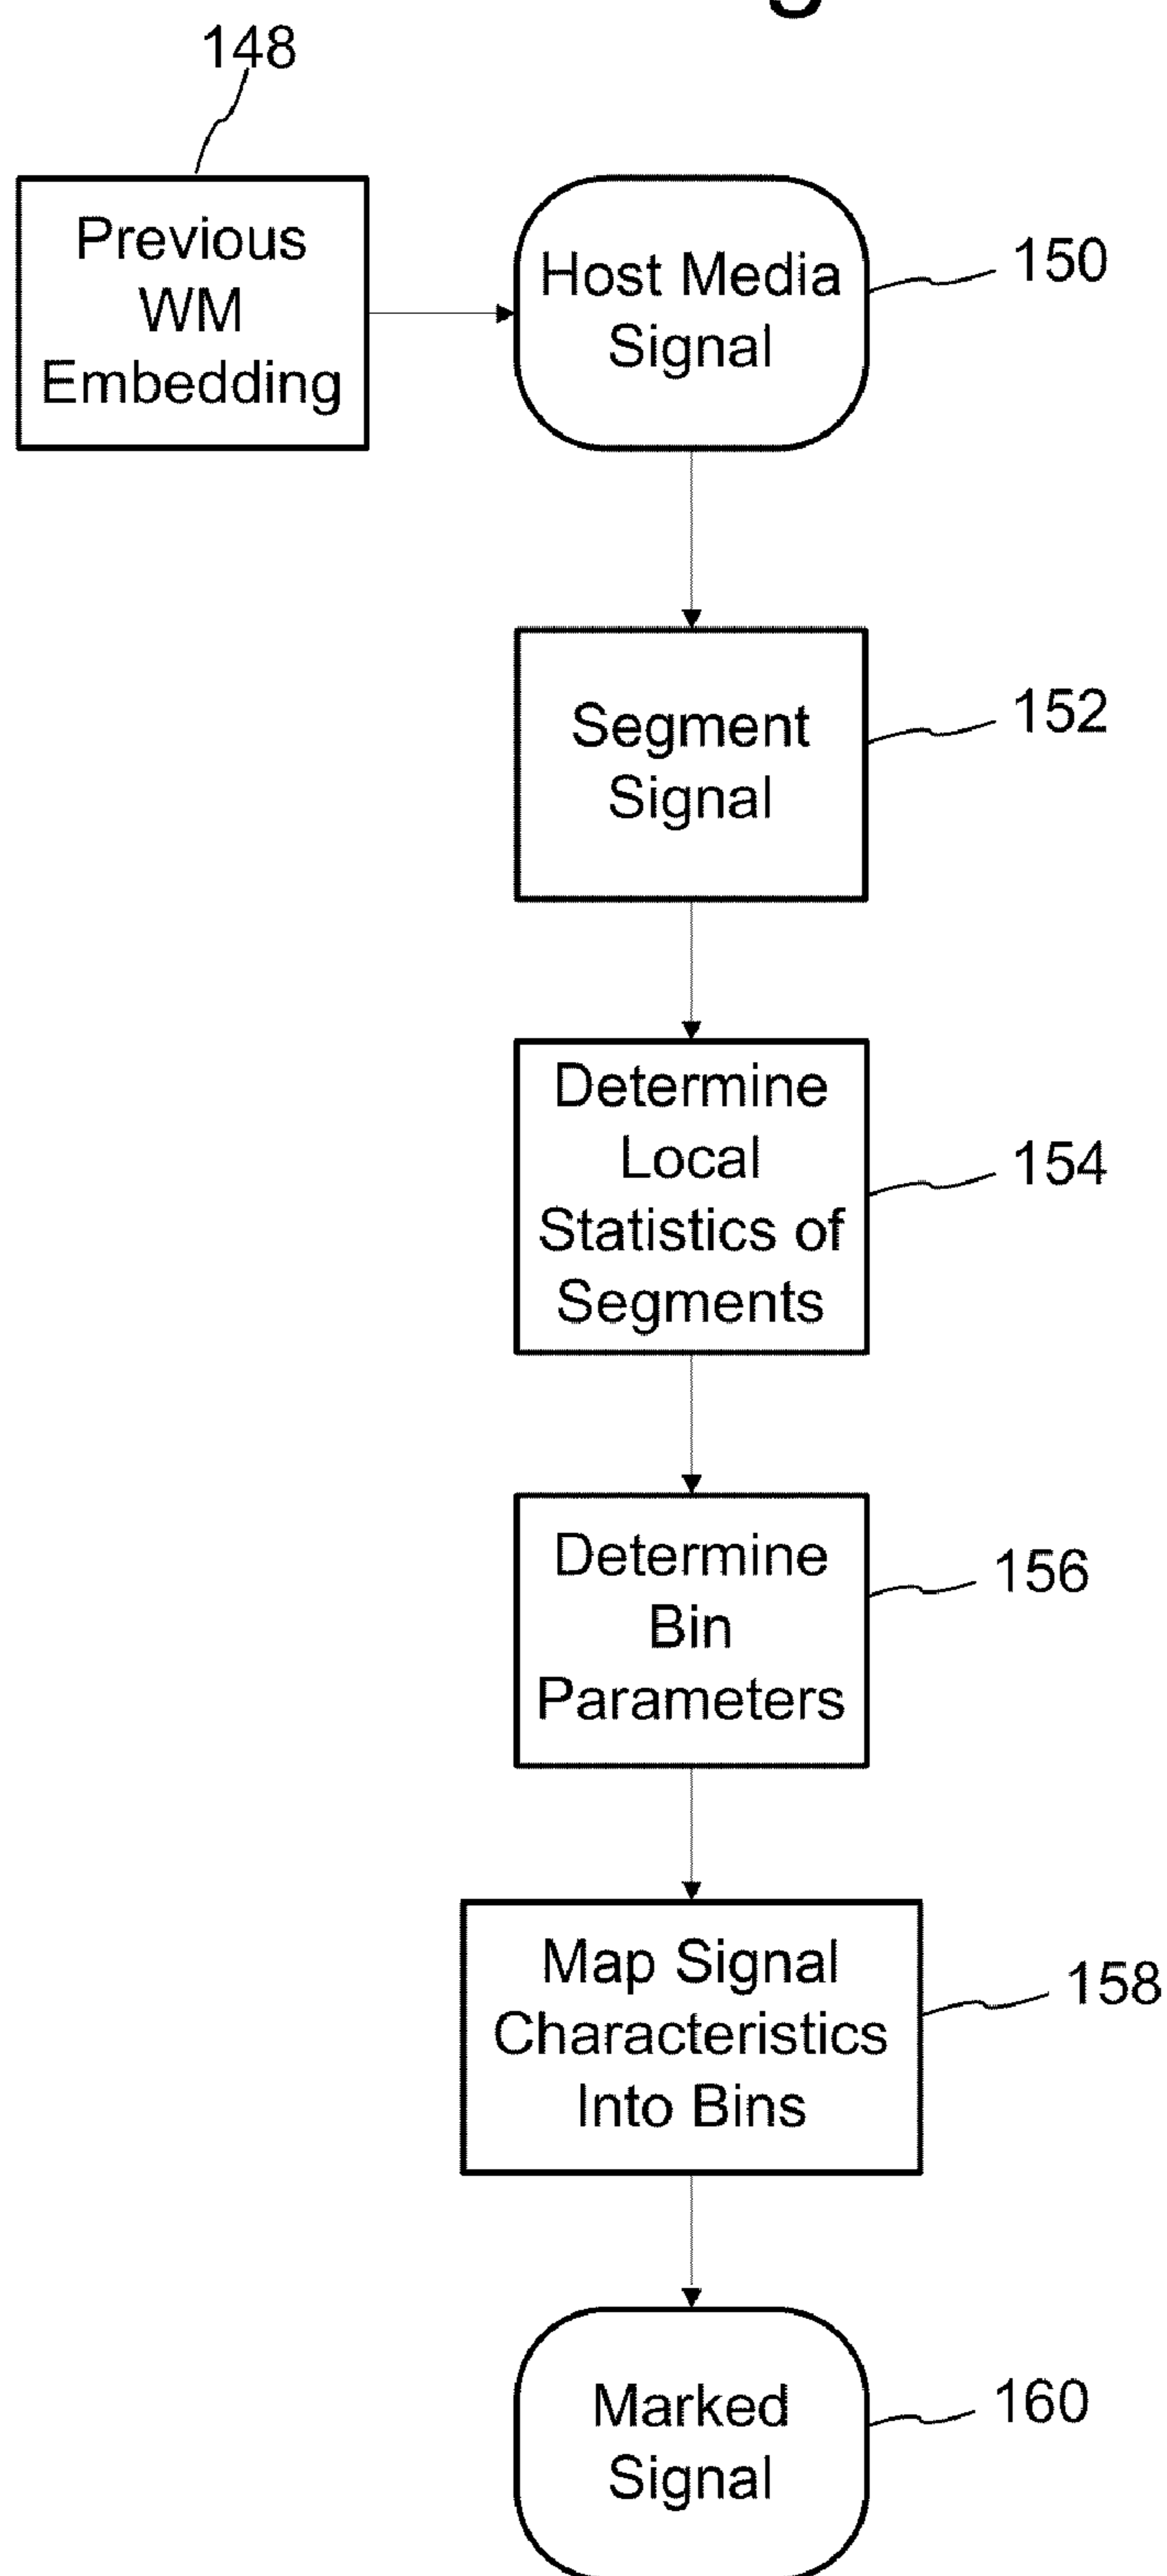 148
Previous
WM
Embedding
Host Media
Signal
150
Segment
Signal
152
Determine
Local
Statistics of
Segments
154
Determine
Bin
Parameters
156
Map Signal
Characteristics
Into Bins
158
Marked
Signal
160